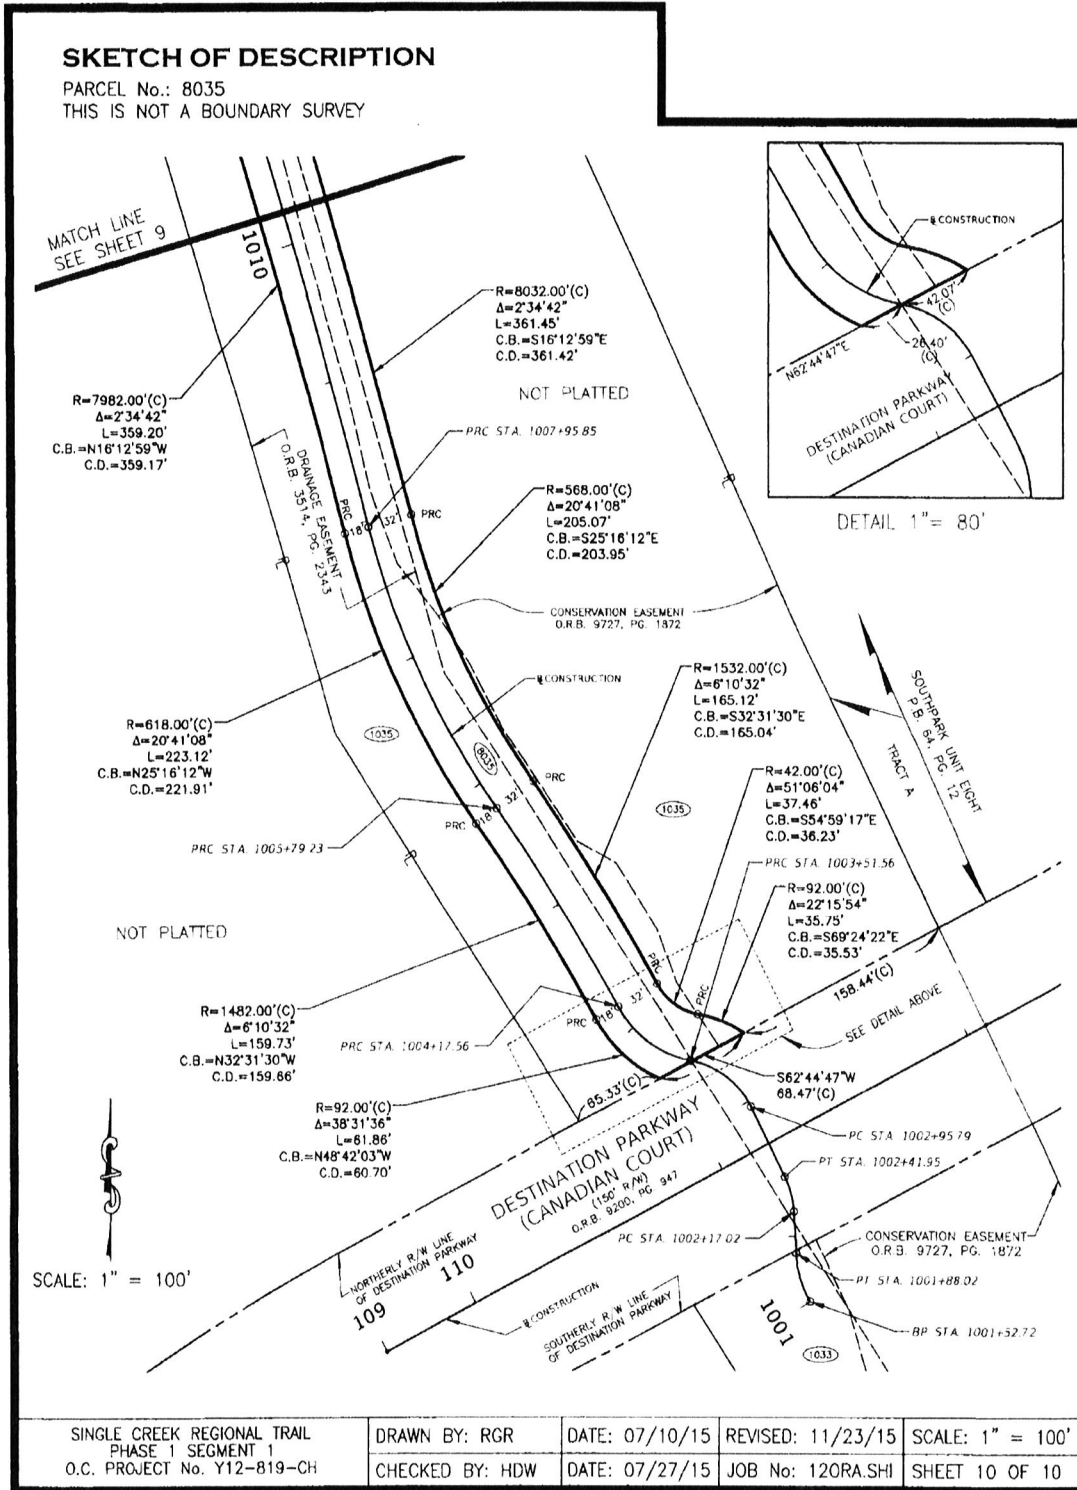 SKETCH OF DESCRIPTION
PARCEL No.: 8035
THIS IS NOT A BOUNDARY SURVEY
MATCH LINE
SEE SHEET 9
1010
R=8032.00'(C)
Δ=2°34'42"
L=361.45'
C.B.=S16°12'59"E
C.D.=361.42'
NOT PLATTED
R=7982.00'(C)
Δ=2°34'42"
L=359.20'
C.B.=N16°12'59"W
C.D.=359.17'
PRC STA. 1007+95.85
DRAINAGE EASEMENT
O.R.B. 3514, PG. 2343
PRC
18'
32'
PRC
R=568.00'(C)
Δ=20°41'08"
L=205.07'
C.B.=S25°16'12"E
C.D.=203.95'
CONSERVATION EASEMENT
O.R.B. 9727, PG. 1872
℄ CONSTRUCTION
42.07'
(C)
26.40'
(C)
N62°44'47"E
DESTINATION PARKWAY
(CANADIAN COURT)
DETAIL 1"= 80'
℄ CONSTRUCTION
R=1532.00'(C)
Δ=6°10'32"
L=165.12'
C.B.=S32°31'30"E
C.D.=165.04'
SOUTHPARK UNIT EIGHT
P.B. 64, PG. 12
TRACT A
R=618.00'(C)
Δ=20°41'08"
L=223.12'
C.B.=N25°16'12"W
C.D.=221.91'
1035
8035
PRC
1035
PRC
18'
32'
PRC STA. 1005+79.23
R=42.00'(C)
Δ=51°06'04"
L=37.46'
C.B.=S54°59'17"E
C.D.=36.23'
PRC STA. 1003+51.56
R=92.00'(C)
Δ=22°15'54"
L=35.75'
C.B.=S69°24'22"E
C.D.=35.53'
NOT PLATTED
PRC
PRC
158.44'(C)
SEE DETAIL ABOVE
R=1482.00'(C)
Δ=6°10'32"
L=159.73'
C.B.=N32°31'30"W
C.D.=159.66'
PRC
18'
32'
PRC STA. 1004+17.56
S62°44'47"W
68.47'(C)
85.33'(C)
R=92.00'(C)
Δ=38°31'36"
L=61.86'
C.B.=N48°42'03"W
C.D.=60.70'
DESTINATION PARKWAY
(CANADIAN COURT)
(150' R/W)
O.R.B. 9200, PG. 947
PC STA. 1002+95.79
PT STA. 1002+41.95
PC STA. 1002+17.02
CONSERVATION EASEMENT
O.R.B. 9727, PG. 1872
PT STA. 1001+88.02
BP STA. 1001+52.72
SCALE: 1" = 100'
NORTHERLY R/W LINE
OF DESTINATION PARKWAY
109
110
℄ CONSTRUCTION
SOUTHERLY R/W LINE
OF DESTINATION PARKWAY
1001
1033
SINGLE CREEK REGIONAL TRAIL
PHASE 1 SEGMENT 1
O.C. PROJECT No. Y12-819-CH
DRAWN BY: RGR
DATE: 07/10/15
REVISED: 11/23/15
SCALE: 1" = 100'
CHECKED BY: HDW
DATE: 07/27/15
JOB No: 120RA.SHI
SHEET 10 OF 10